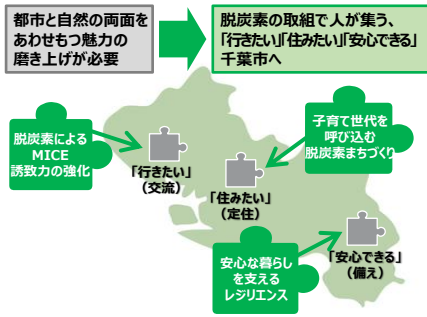 都市と自然の両面を
あわせもつ魅力の
磨き上げが必要
脱炭素の取組で人が集う、
「行きたい」「住みたい」「安心できる」
千葉市へ
脱炭素による
MICE
誘致力の強化
「行きたい」
（交流）
子育て世代を
呼び込む
脱炭素まちづくり
「住みたい」
（定住）
安心な暮らし
を支える
レジリエンス
「安心できる」
（備え）